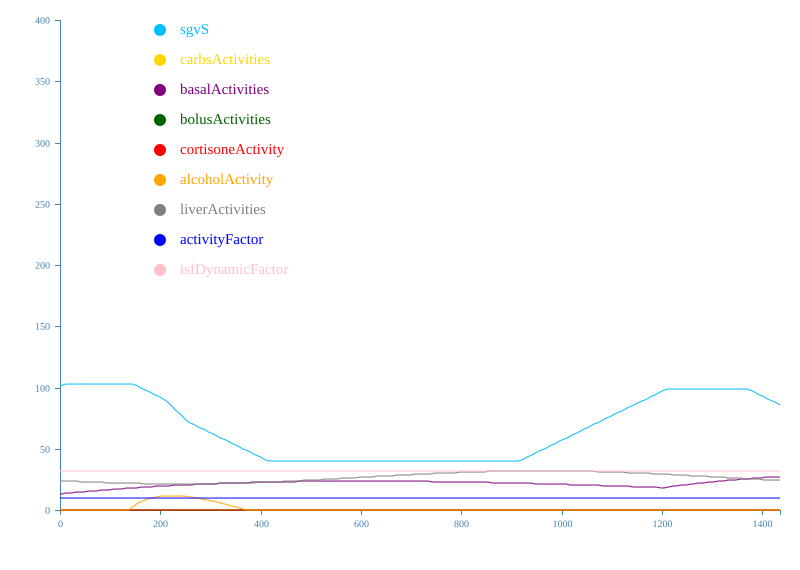 400
sgvS
carbsActivities
350
basalActivities
bolusActivities
300
cortisoneActivity
alcoholActivity
250
liverActivities
activityFactor
200
isfDynamicFactor
150
100
50
0
0 200 400 600 800 1000 1200 1400